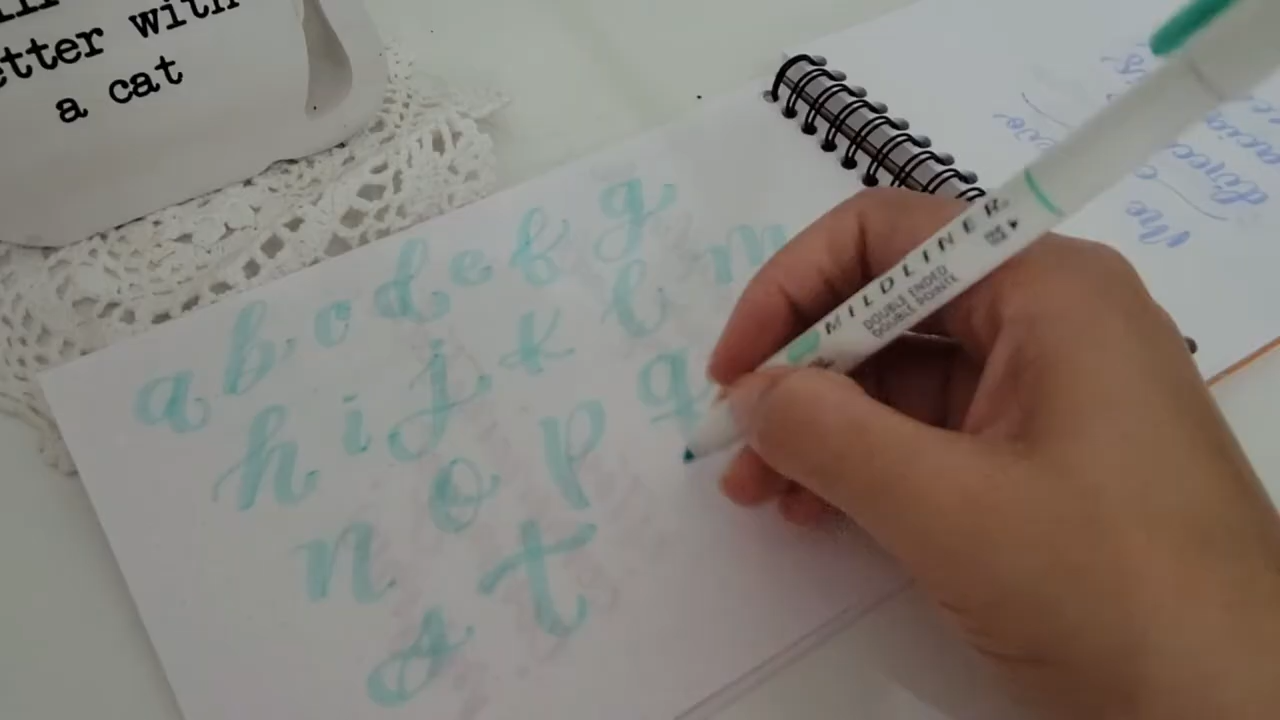 etter with
a cat
a b c d e f g
h i j k l m
n o p q
s t
MILDLINER
DOUBLE ENDED
DOUBLE POINTE